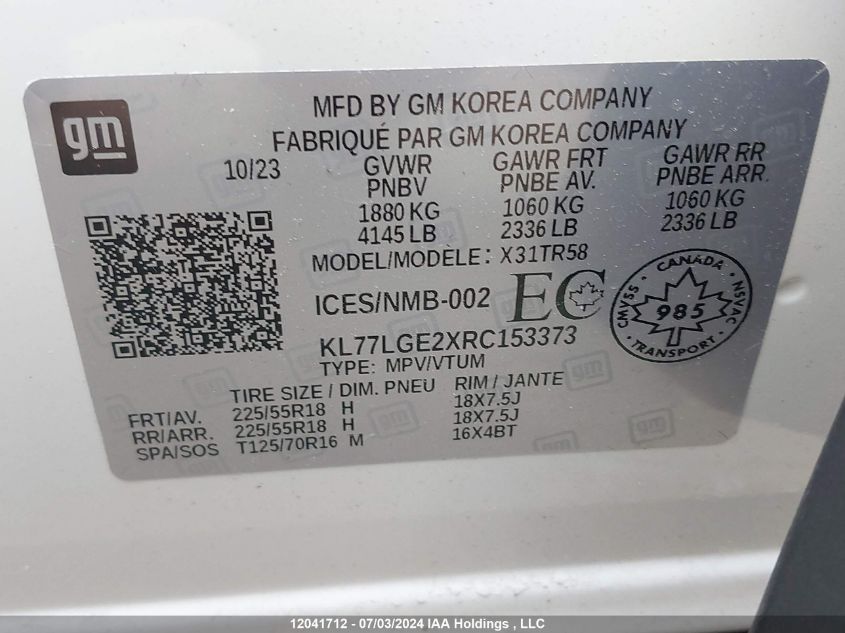 gm
MFD BY GM KOREA COMPANY
FABRIQUÉ PAR GM KOREA COMPANY
10/23 GVWR GAWR FRT GAWR RR
PNBV PNBE AV. PNBE ARR.
1880 KG 1060 KG 1060 KG
4145 LB 2336 LB 2336 LB
MODEL/MODÈLE: X31TR58
ICES/NMB-002 EC
CANADA
CMVSS 985 NSVAC
TRANSPORT
KL77LGE2XRC153373
TYPE: MPV/VTUM
TIRE SIZE / DIM. PNEU RIM / JANTE
FRT/AV. 225/55R18 H 18X7.5J
RR/ARR. 225/55R18 H 18X7.5J
SPA/SOS T125/70R16 M 16X4BT
12041712 - 07/03/2024 IAA Holdings , LLC